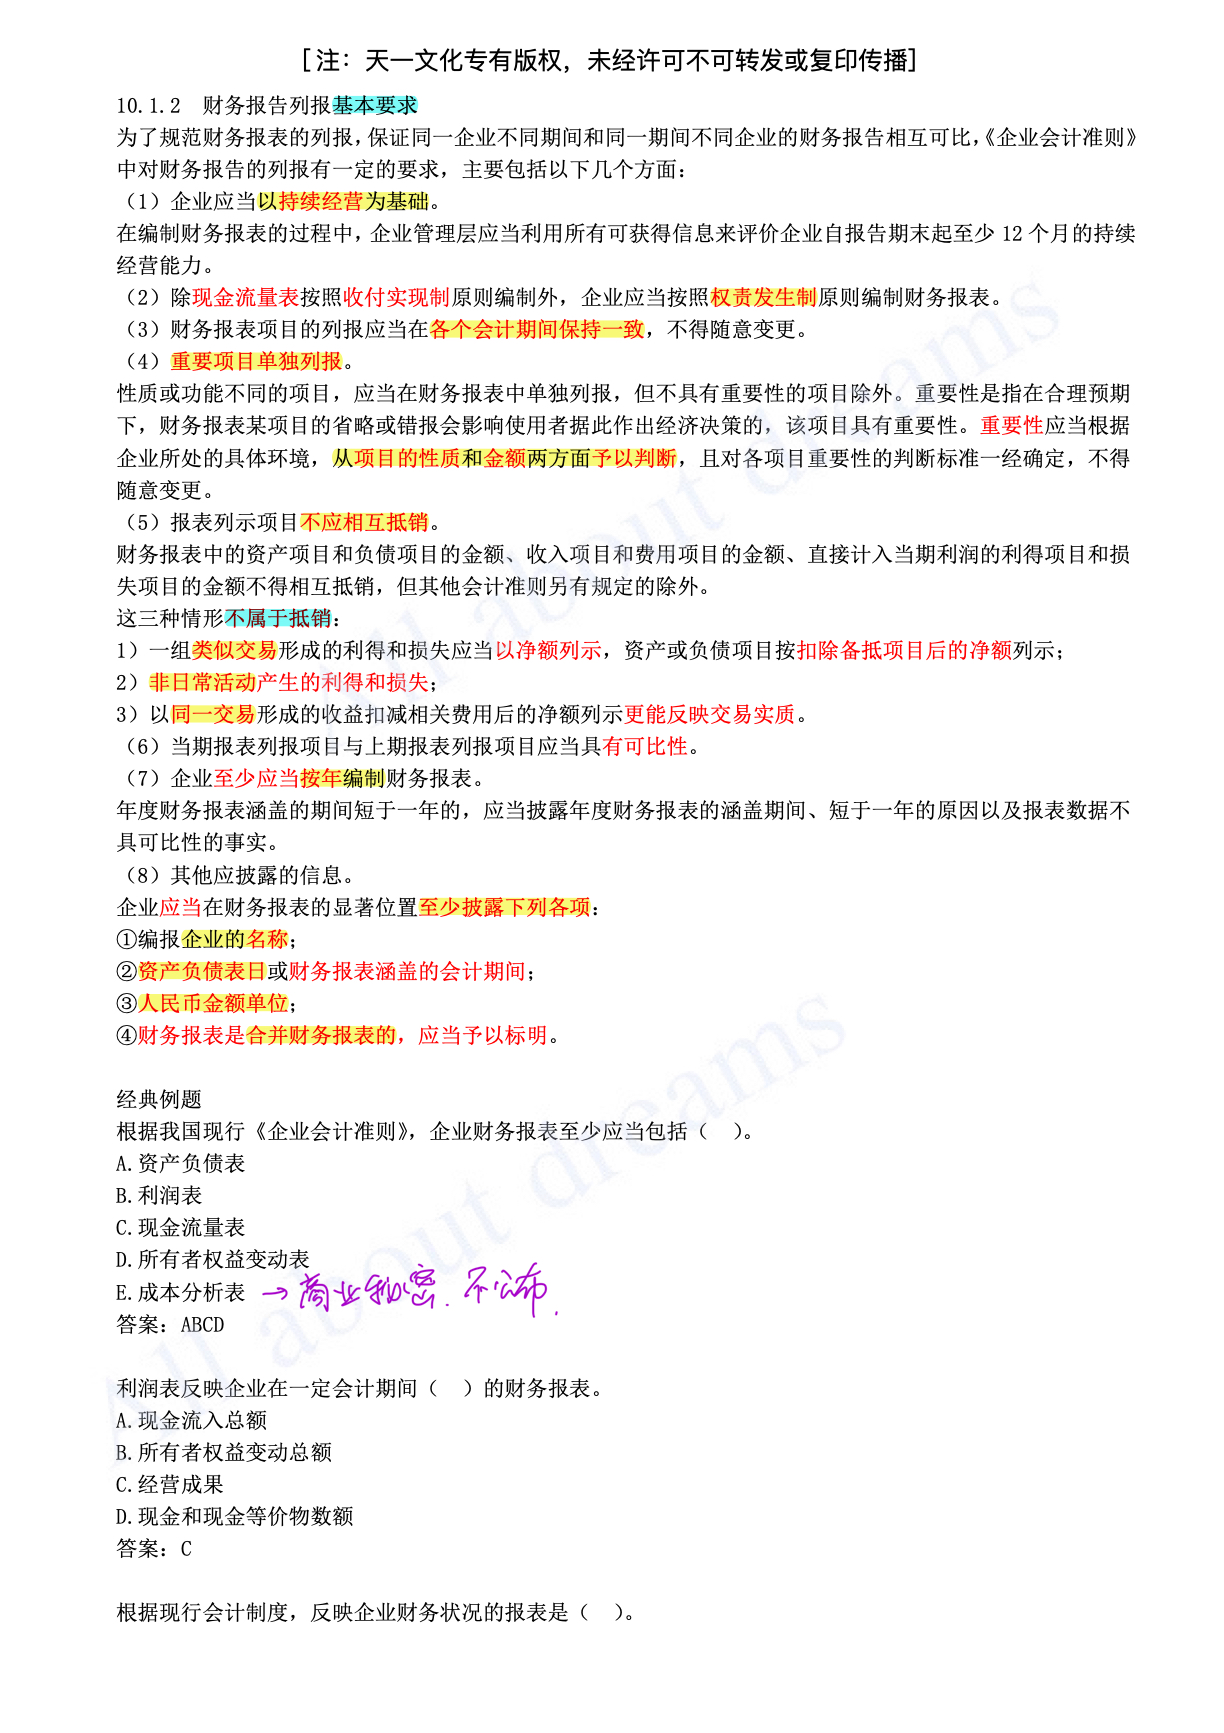 [注：天一文化专有版权，未经许可不可转发或复印传播]
10.1.2 财务报告列报基本要求
为了规范财务报表的列报，保证同一企业不同期间和同一期间不同企业的财务报告相互可比，《企业会计准则》
中对财务报告的列报有一定的要求，主要包括以下几个方面：
（1）企业应当以持续经营为基础。
在编制财务报表的过程中，企业管理层应当利用所有可获得信息来评价企业自报告期末起至少 12 个月的持续
经营能力。
（2）除现金流量表按照收付实现制原则编制外，企业应当按照权责发生制原则编制财务报表。
（3）财务报表项目的列报应当在各个会计期间保持一致，不得随意变更。
（4）重要项目单独列报。
性质或功能不同的项目，应当在财务报表中单独列报，但不具有重要性的项目除外。重要性是指在合理预期
下，财务报表某项目的省略或错报会影响使用者据此作出经济决策的，该项目具有重要性。重要性应当根据
企业所处的具体环境，从项目的性质和金额两方面予以判断，且对各项目重要性的判断标准一经确定，不得
随意变更。
（5）报表列示项目不应相互抵销。
财务报表中的资产项目和负债项目的金额、收入项目和费用项目的金额、直接计入当期利润的利得项目和损
失项目的金额不得相互抵销，但其他会计准则另有规定的除外。
这三种情形不属于抵销：
1）一组类似交易形成的利得和损失应当以净额列示，资产或负债项目按扣除备抵项目后的净额列示；
2）非日常活动产生的利得和损失；
3）以同一交易形成的收益扣减相关费用后的净额列示更能反映交易实质。
（6）当期报表列报项目与上期报表列报项目应当具有可比性。
（7）企业至少应当按年编制财务报表。
年度财务报表涵盖的期间短于一年的，应当披露年度财务报表的涵盖期间、短于一年的原因以及报表数据不
具可比性的事实。
（8）其他应披露的信息。
企业应当在财务报表的显著位置至少披露下列各项：
①编报企业的名称；
②资产负债表日或财务报表涵盖的会计期间；
③人民币金额单位；
④财务报表是合并财务报表的，应当予以标明。
经典例题
根据我国现行《企业会计准则》，企业财务报表至少应当包括（ ）。
A.资产负债表
B.利润表
C.现金流量表
D.所有者权益变动表
E.成本分析表 →商业秘密.不公布.
答案：ABCD
利润表反映企业在一定会计期间（ ）的财务报表。
A.现金流入总额
B.所有者权益变动总额
C.经营成果
D.现金和现金等价物数额
答案：C
根据现行会计制度，反映企业财务状况的报表是（ ）。
All about dreams
All about dreams